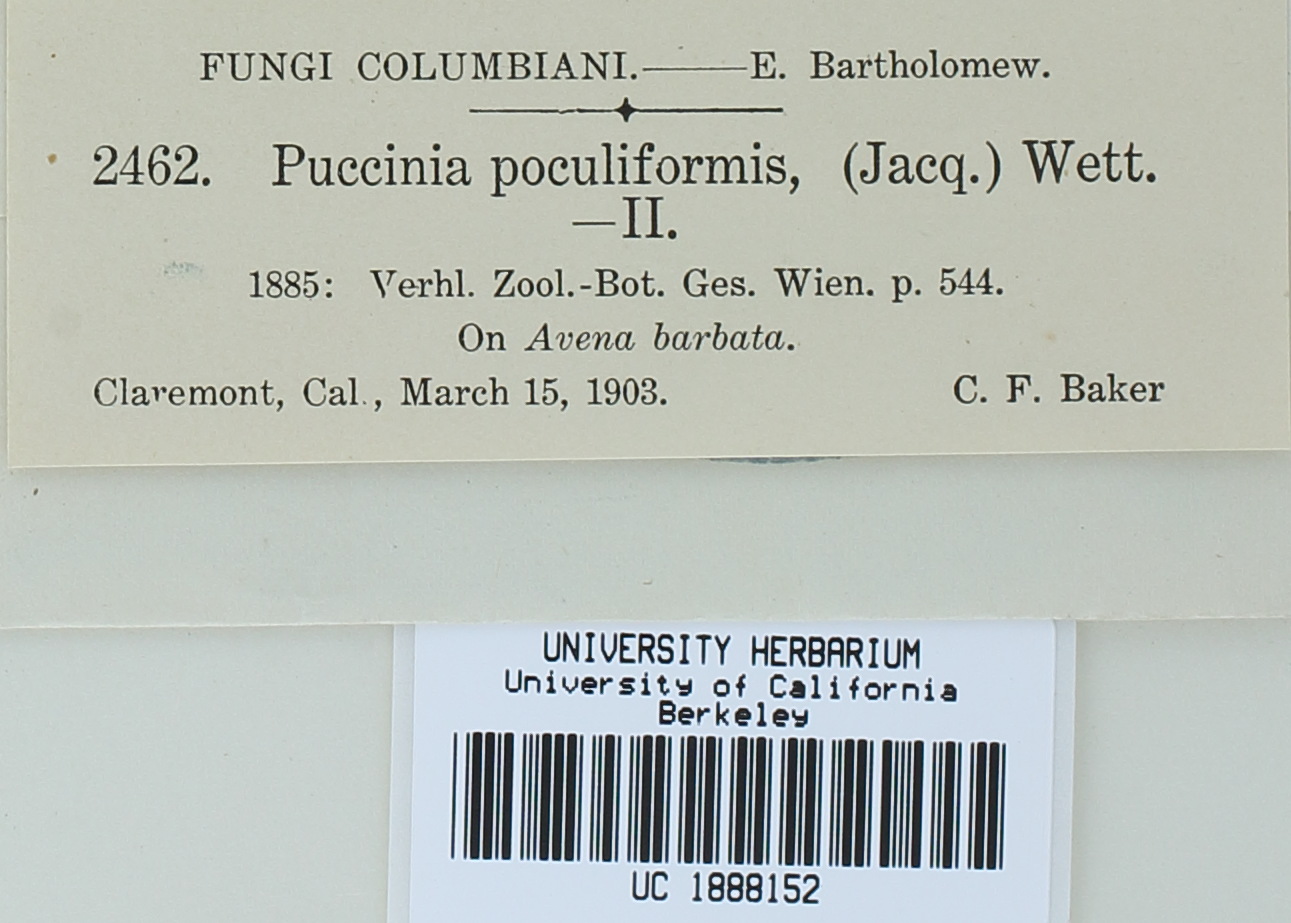 FUNGI COLUMBIANI.——E. Bartholomew.
2462. Puccinia poculiformis, (Jacq.) Wett.
—II.
1885: Verhl. Zool.-Bot. Ges. Wien. p. 544.
On Avena barbata.
Claremont, Cal., March 15, 1903. C. F. Baker
UNIVERSITY HERBARIUM
University of California
Berkeley
UC 1888152